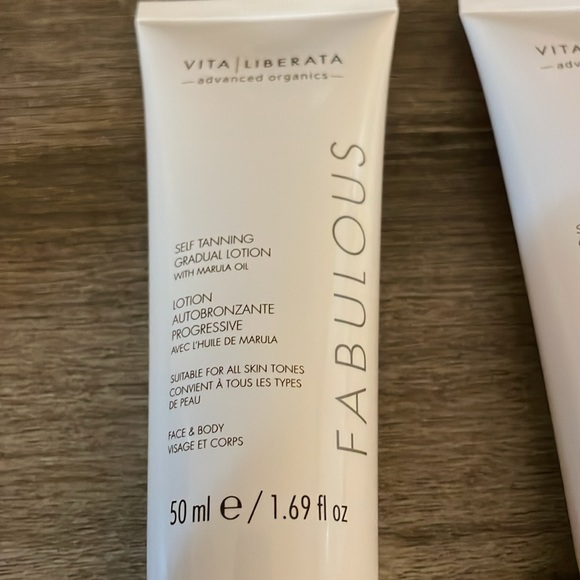 VITA | LIBERATA
— advanced organics —
FABULOUS
SELF TANNING
GRADUAL LOTION
WITH MARULA OIL
LOTION
AUTOBRONZANTE
PROGRESSIVE
AVEC L'HUILE DE MARULA
SUITABLE FOR ALL SKIN TONES
CONVIENT À TOUS LES TYPES
DE PEAU
FACE & BODY
VISAGE ET CORPS
50 ml e / 1.69 fl oz
VITA
— adv